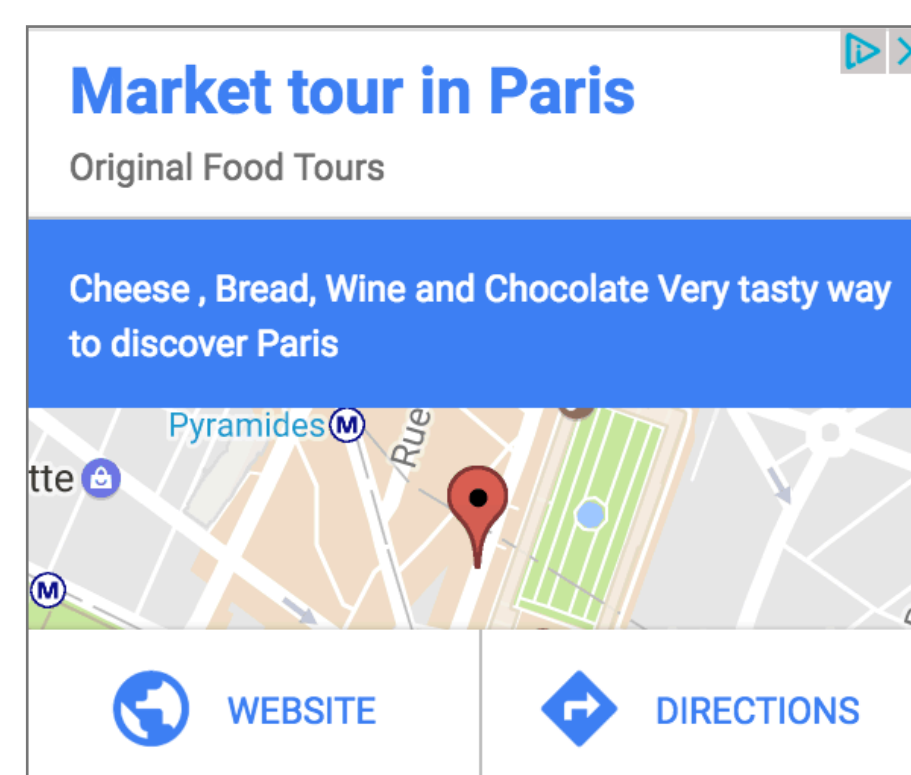 Market tour in Paris
Original Food Tours
Cheese , Bread, Wine and Chocolate Very tasty way
to discover Paris
Pyramides M
Rue
tte
M
WEBSITE
DIRECTIONS